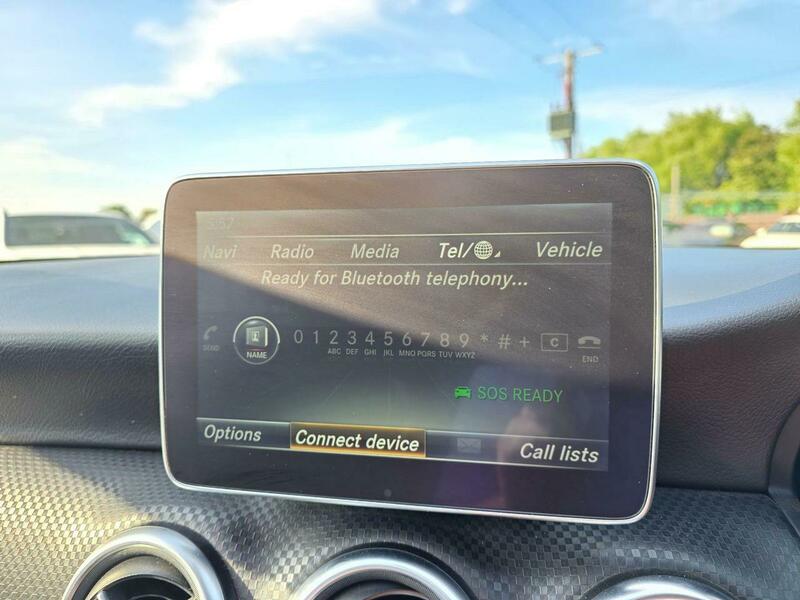 Navi Radio Media Tel/ Vehicle
Ready for Bluetooth telephony...
SEND NAME 0 1 2 3 4 5 6 7 8 9 * # + C END
ABC DEF GHI JKL MNO PQRS TUV WXYZ
SOS READY
Options Connect device Call lists